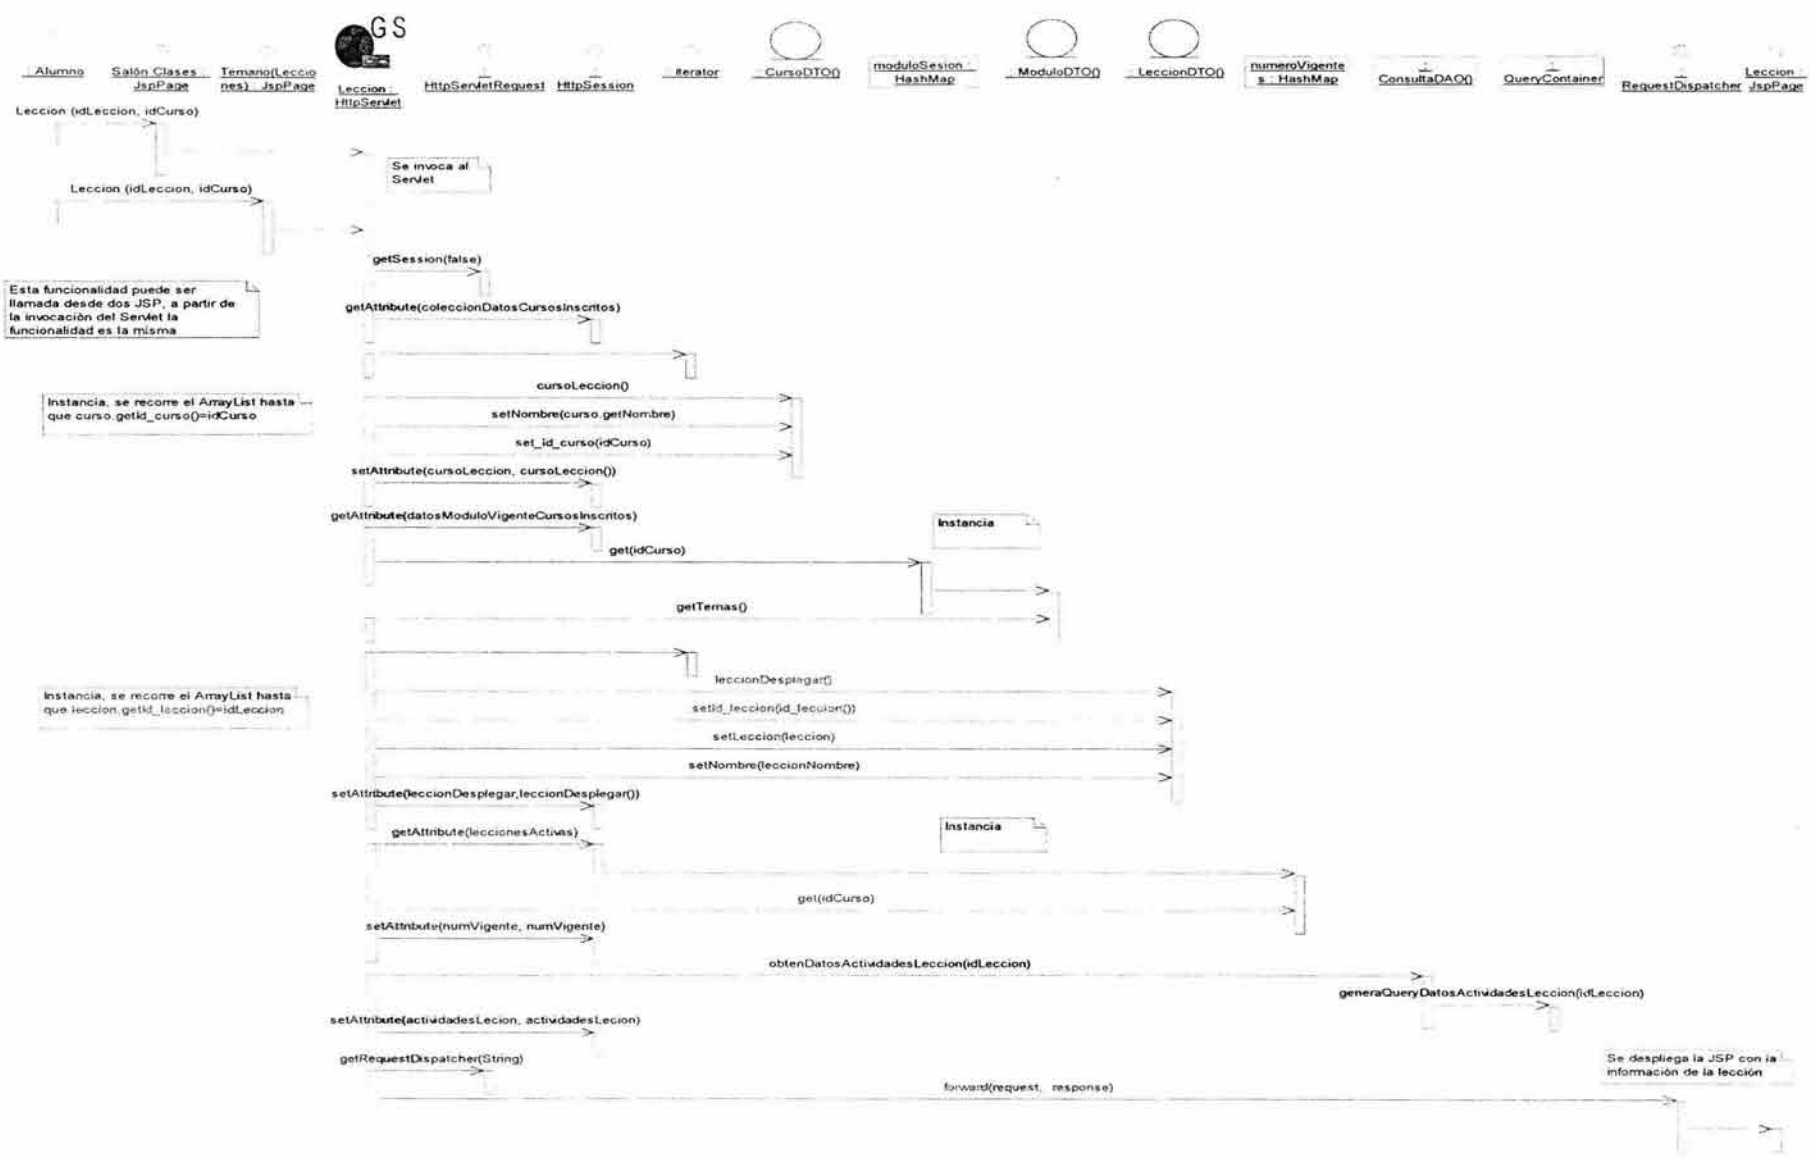 GS
: Alumno
Salón Clases :
JspPage
Temario(Leccio
nes) : JspPage
Leccion :
HttpServlet
HttpServletRequest
HttpSession
: Iterator
: CursoDTO()
moduloSesion :
HashMap
: ModuloDTO()
: LeccionDTO()
numeroVigente
s : HashMap
ConsultaDAO()
QueryContainer
RequestDispatcher
Leccion :
JspPage
Leccion (idLeccion, idCurso)
Se invoca al
Servlet
Leccion (idLeccion, idCurso)
getSession(false)
Esta funcionalidad puede ser
llamada desde dos JSP, a partir de
la invocación del Servlet la
funcionalidad es la misma
getAttribute(coleccionDatosCursosInscritos)
cursoLeccion()
Instancia, se recorre el ArrayList hasta
que curso.getId_curso()=idCurso
setNombre(curso.getNombre)
set_id_curso(idCurso)
setAttribute(cursoLeccion, cursoLeccion())
getAttribute(datosModuloVigenteCursosInscritos)
Instancia
get(idCurso)
getTemas()
leccionDesplegar()
Instancia, se recorre el ArrayList hasta
que leccion.getId_leccion()=idLeccion
setId_leccion(id_leccion())
setLeccion(leccion)
setNombre(leccionNombre)
setAttribute(leccionDesplegar,leccionDesplegar())
getAttribute(leccionesActivas)
Instancia
get(idCurso)
setAttribute(numVigente, numVigente)
obtenDatosActividadesLeccion(idLeccion)
generaQueryDatosActividadesLeccion(idLeccion)
setAttribute(actividadesLecion, actividadesLecion)
getRequestDispatcher(String)
Se despliega la JSP con la
información de la lección
forward(request, response)